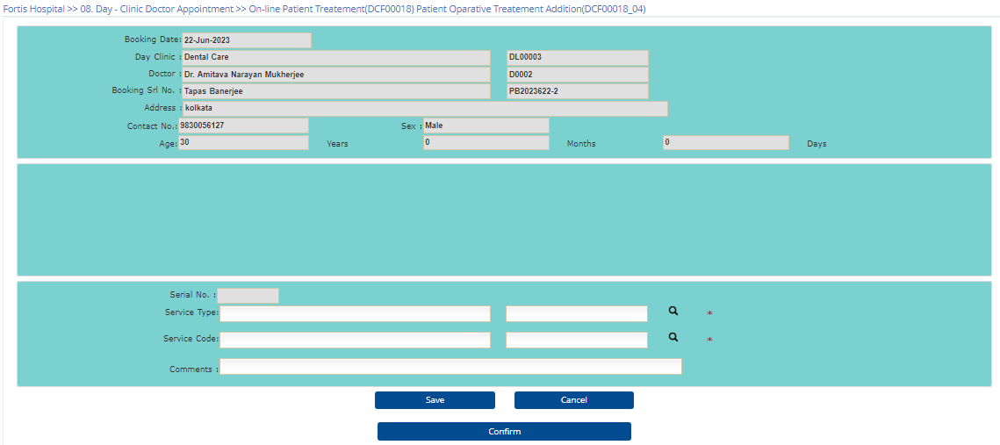 Fortis Hospital >> 08. Day - Clinic Doctor Appointment >> On-line Patient Treatement(DCF00018) Patient Oparative Treatement Addition(DCF00018_04)
Booking Date: 22-Jun-2023
Day Clinic : Dental Care DL00003
Doctor : Dr. Amitava Narayan Mukherjee D0002
Booking Srl No. : Tapas Banerjee PB2023622-2
Address : kolkata
Contact No.: 9830056127 Sex : Male
Age: 30 Years 0 Months 0 Days
Serial No. :
Service Type: *
Service Code: *
Comments :
Save Cancel
Confirm